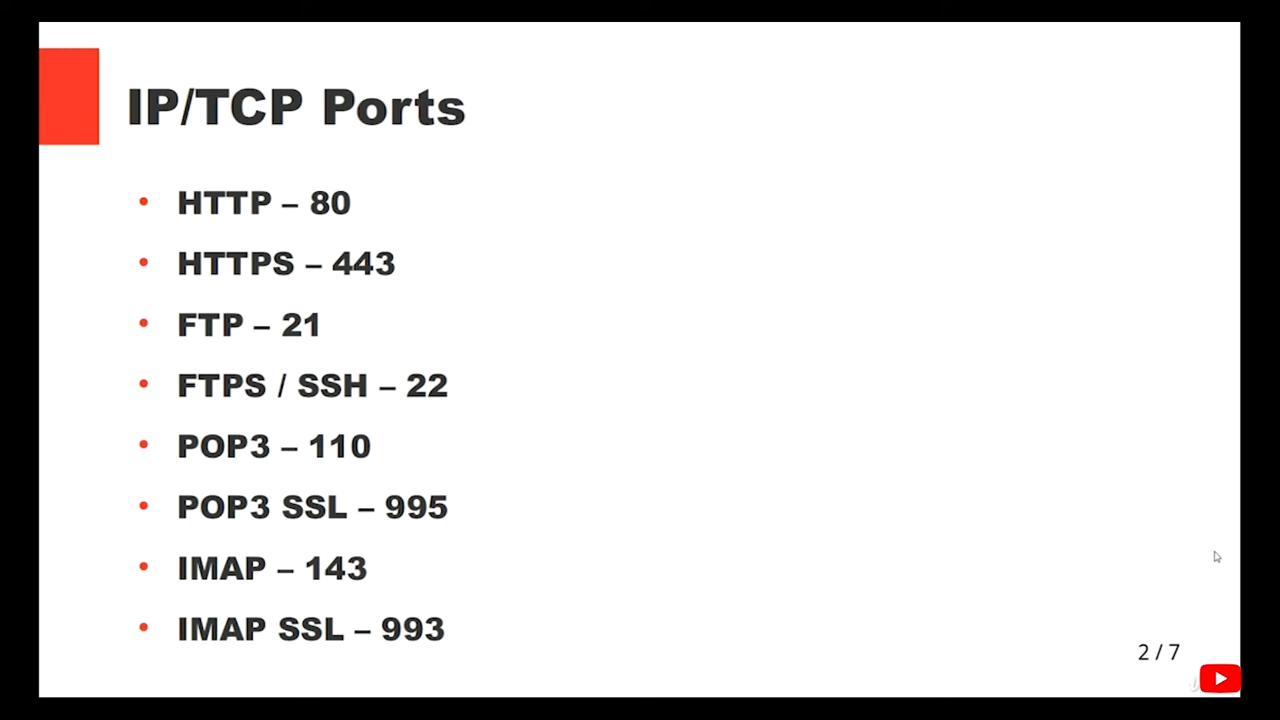 IP/TCP Ports
• HTTP – 80
• HTTPS – 443
• FTP – 21
• FTPS / SSH – 22
• POP3 – 110
• POP3 SSL – 995
• IMAP – 143
• IMAP SSL – 993
2 / 7